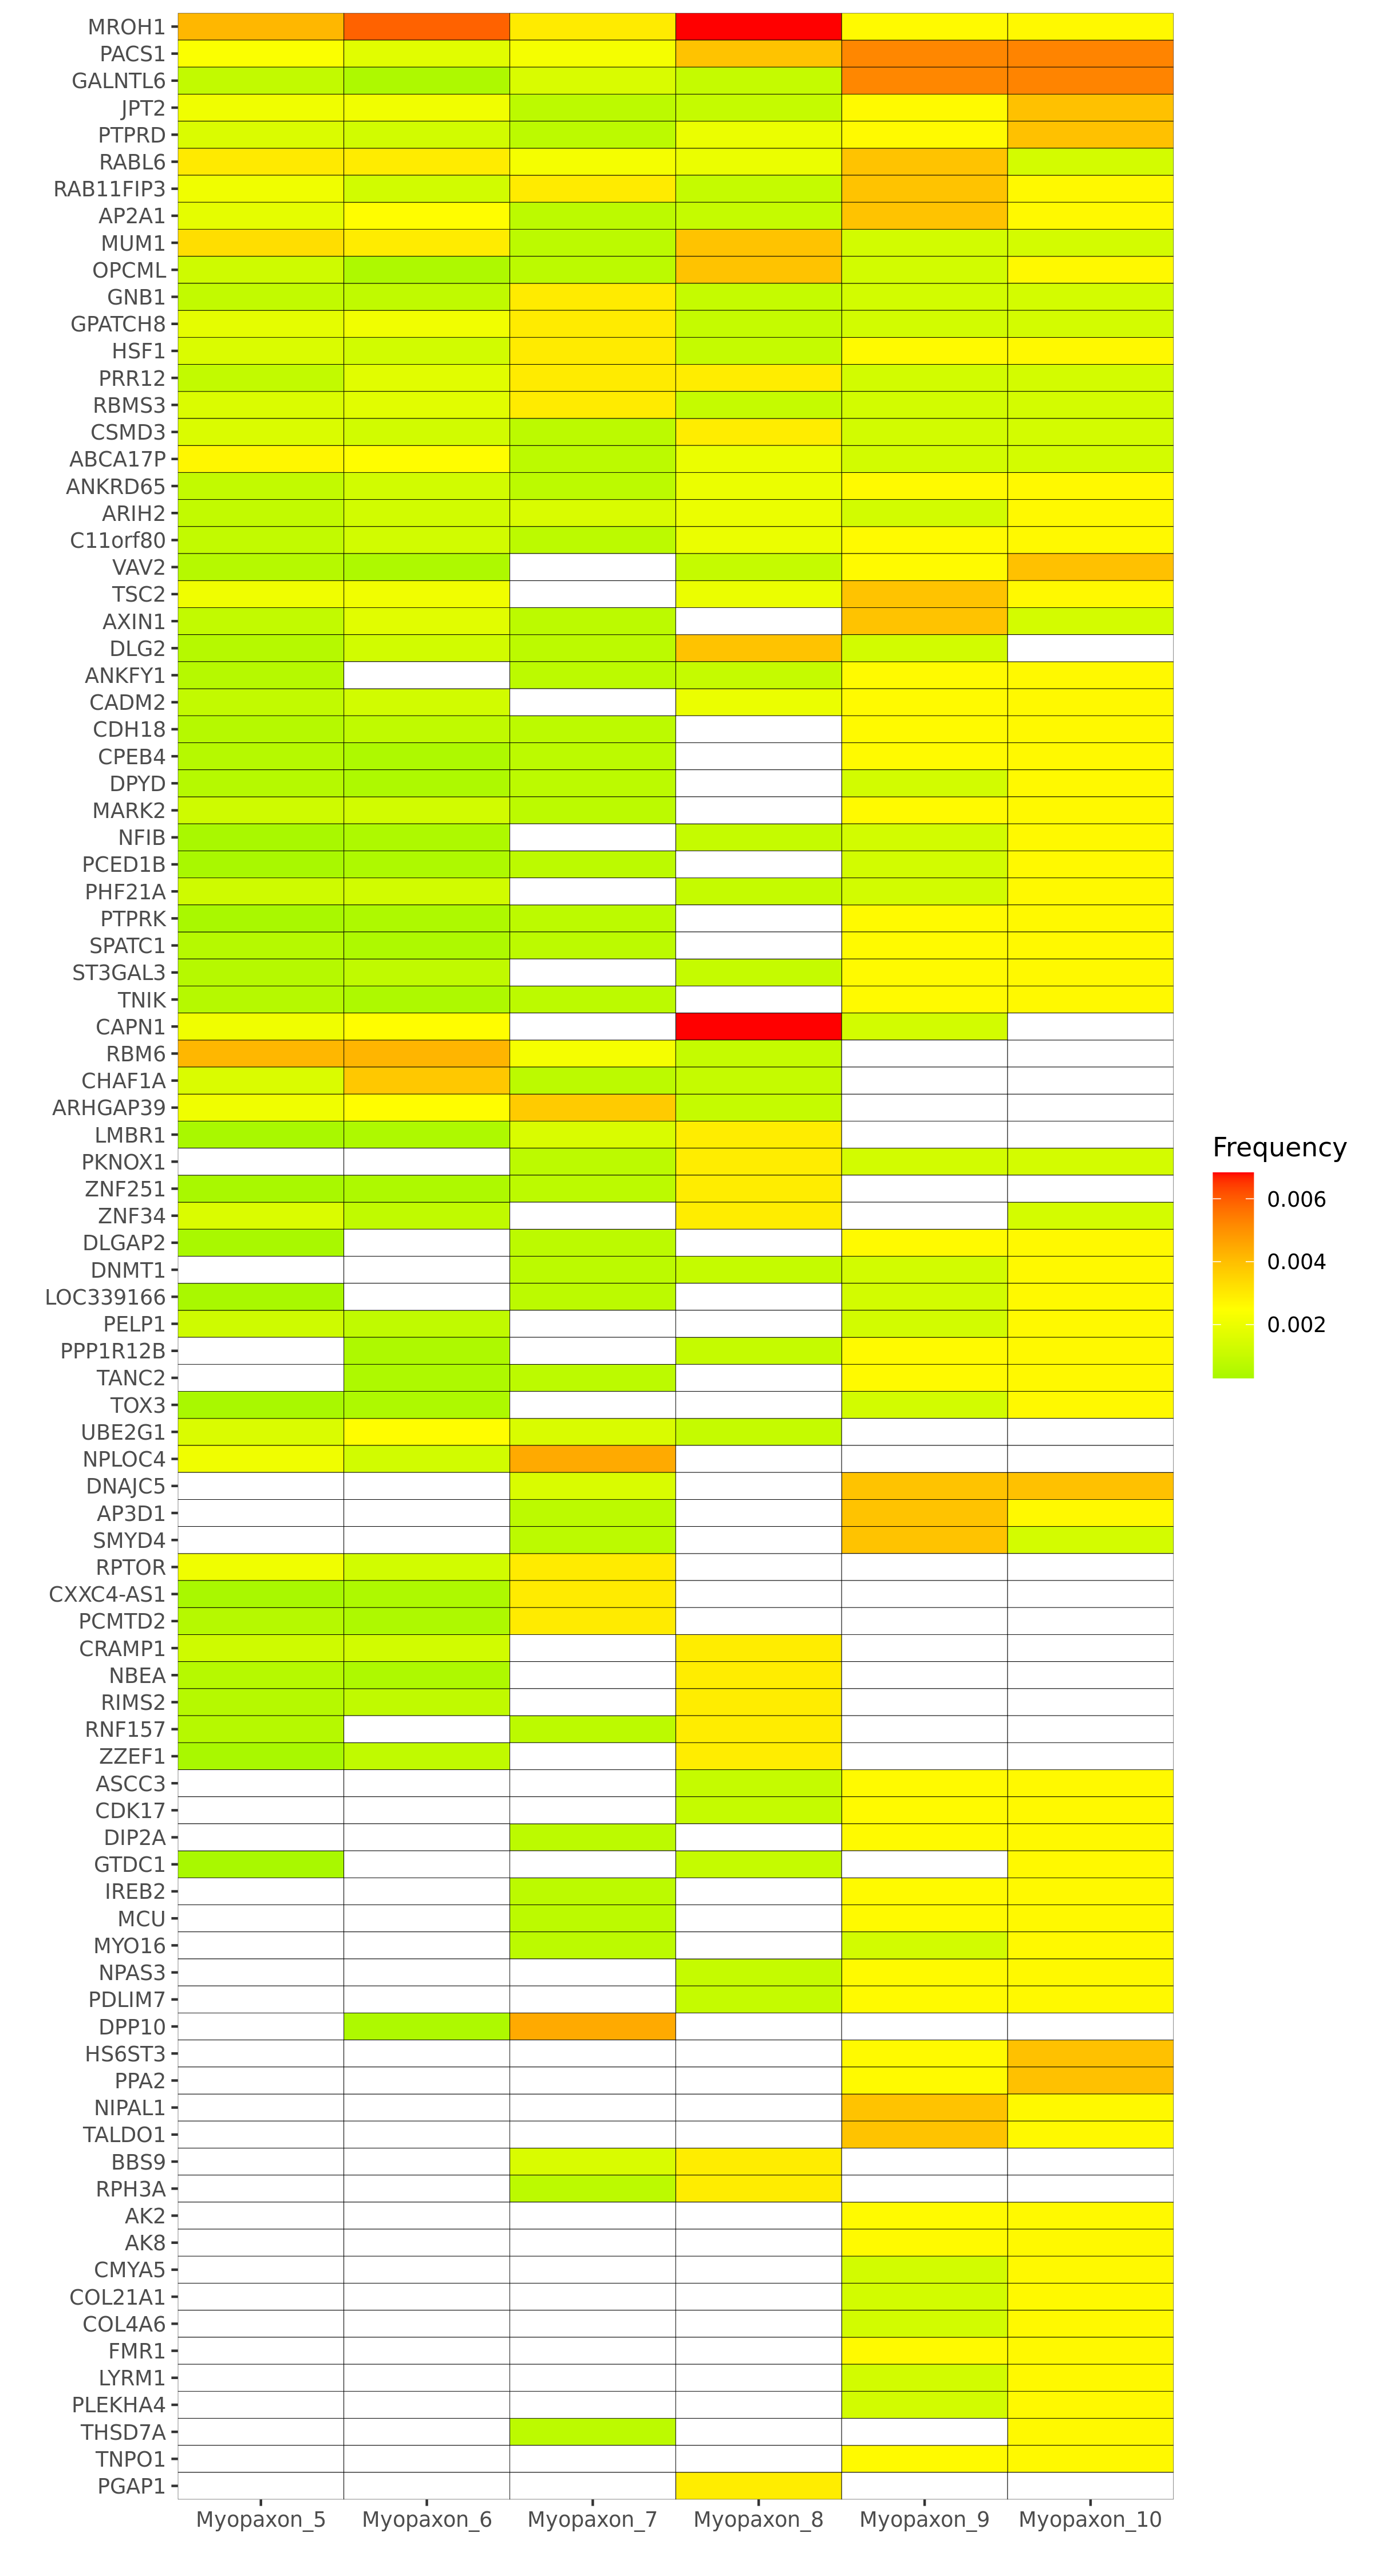 MROH1
PACS1
GALNTL6
JPT2
PTPRD
RABL6
RAB11FIP3
AP2A1
MUM1
OPCML
GNB1
GPATCH8
HSF1
PRR12
RBMS3
CSMD3
ABCA17P
ANKRD65
ARIH2
C11orf80
VAV2
TSC2
AXIN1
DLG2
ANKFY1
CADM2
CDH18
CPEB4
DPYD
MARK2
NFIB
PCED1B
PHF21A
PTPRK
SPATC1
ST3GAL3
TNIK
CAPN1
RBM6
CHAF1A
ARHGAP39
LMBR1
PKNOX1
ZNF251
ZNF34
DLGAP2
DNMT1
LOC339166
PELP1
PPP1R12B
TANC2
TOX3
UBE2G1
NPLOC4
DNAJC5
AP3D1
SMYD4
RPTOR
CXXC4-AS1
PCMTD2
CRAMP1
NBEA
RIMS2
RNF157
ZZEF1
ASCC3
CDK17
DIP2A
GTDC1
IREB2
MCU
MYO16
NPAS3
PDLIM7
DPP10
HS6ST3
PPA2
NIPAL1
TALDO1
BBS9
RPH3A
AK2
AK8
CMYA5
COL21A1
COL4A6
FMR1
LYRM1
PLEKHA4
THSD7A
TNPO1
PGAP1
Myopaxon_5 Myopaxon_6 Myopaxon_7 Myopaxon_8 Myopaxon_9 Myopaxon_10
Frequency
0.006
0.004
0.002